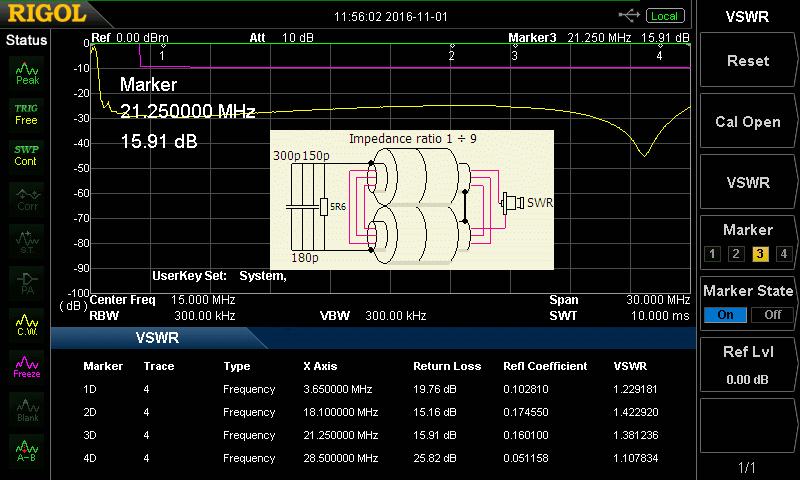 RIGOL
11:56:02 2016-11-01
Local
VSWR
Status
Ref 0.00 dBm
Att 10 dB
Marker3 21.250 MHz 15.91 dB
0
1
2
3
4
Peak
Reset
-10
Marker
-20
TRIG
Free
21.250000 MHz
-30
Cal Open
15.91 dB
Impedance ratio 1 ÷ 9
-40
SWP
Cont
300p150p
-50
VSWR
-60
Corr
5R6
SWR
-70
Marker
1 2 3 4
-80
S.T
180p
-90
PA
UserKey Set: System,
-100
( dB )
Marker State
On Off
Center Freq 15.000 MHz
Span 30.000 MHz
RBW 300.00 kHz
VBW 300.00 kHz
SWT 10.000 ms
C.W.
VSWR
Ref Lvl
0.00 dB
Marker Trace Type X Axis Return Loss Refl Coefficient VSWR
Freeze
1D 4 Frequency 3.650000 MHz 19.76 dB 0.102810 1.229181
Blank
2D 4 Frequency 18.100000 MHz 15.16 dB 0.174550 1.422920
3D 4 Frequency 21.250000 MHz 15.91 dB 0.160100 1.381236
A-B
4D 4 Frequency 28.500000 MHz 25.82 dB 0.051158 1.107834
1/1